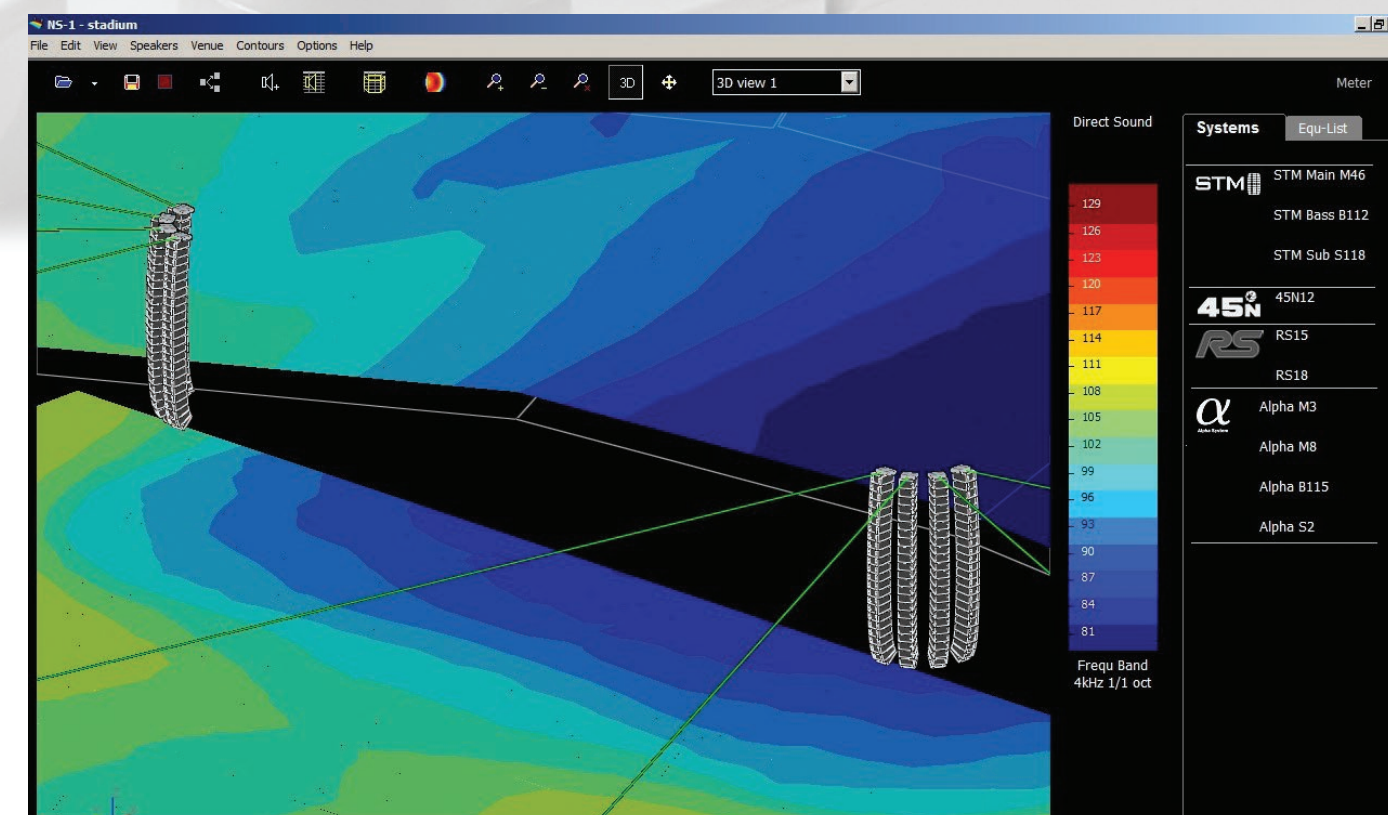 NS-1 - stadium
File Edit View Speakers Venue Contours Options Help
3D
3D view 1
Meter
Direct Sound
129
126
123
120
117
114
111
108
105
102
99
96
93
90
87
84
81
Frequ Band
4kHz 1/1 oct
Systems Equ-List
STM
STM Main M46
STM Bass B112
STM Sub S118
45N
45N12
RS
RS15
RS18
α
Alpha System
Alpha M3
Alpha M8
Alpha B115
Alpha S2